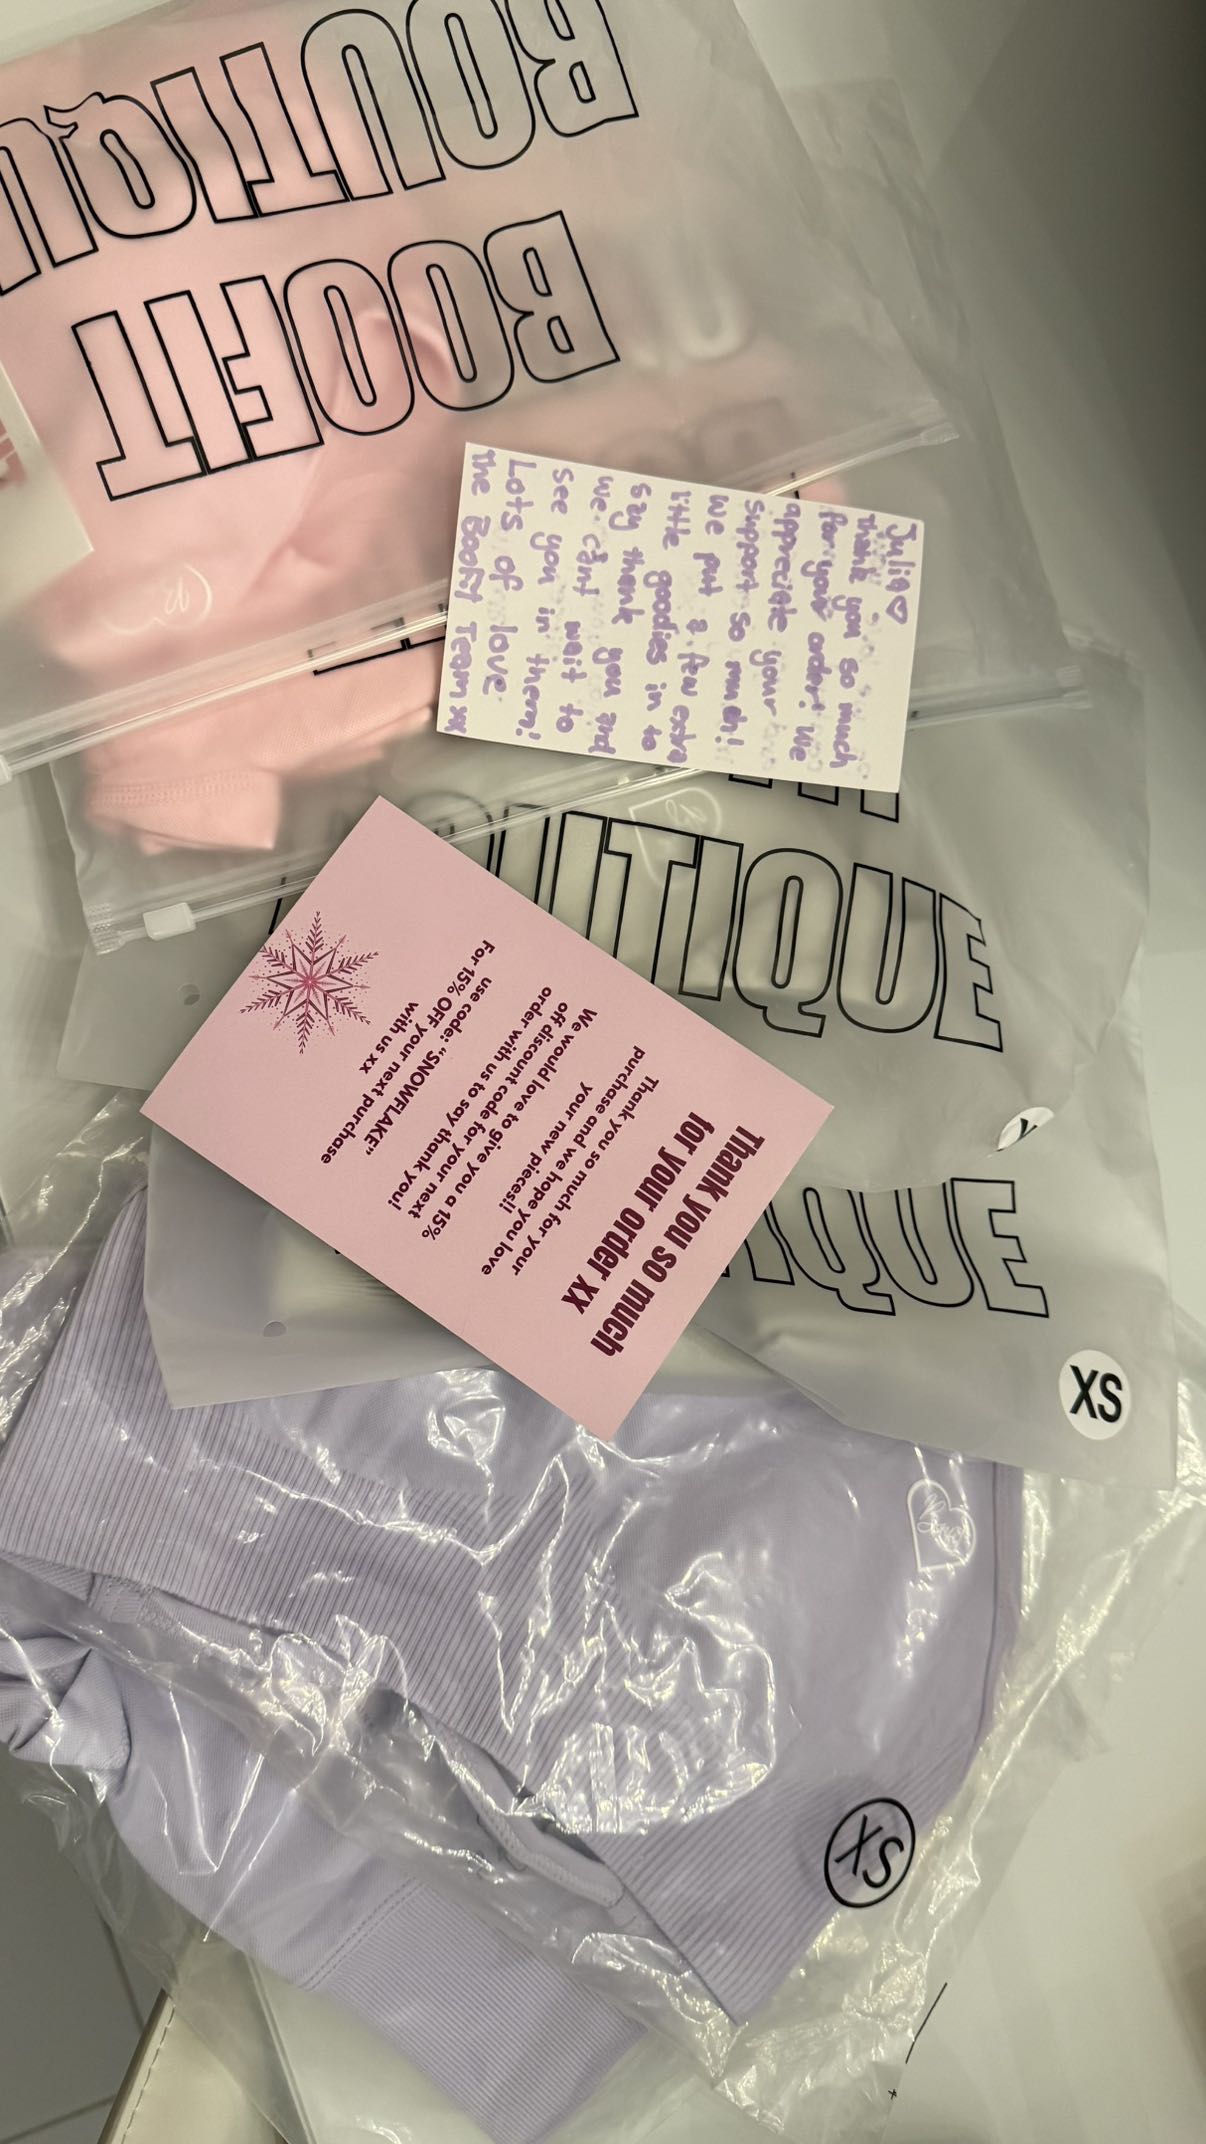 BOOFIT
BOUTIQU
Julia♡
Thank you so much
for your order! We
appreciate your
support so much!
We put a few extra
little goodies in to
say thank you and
we can't wait to
see you in them!
Lots of love
the Boofit Team xx
UTIQUE
Thank you so much
for your order xx
Thank you so much for your
purchase and we hope you love
your new pieces!!
We would love to give you a 15%
off discount code for your next
order with us to say thank you!
use code: "SNOWFLAKE"
For 15% OFF your next purchase
with us xx
IQUE
XS
XS